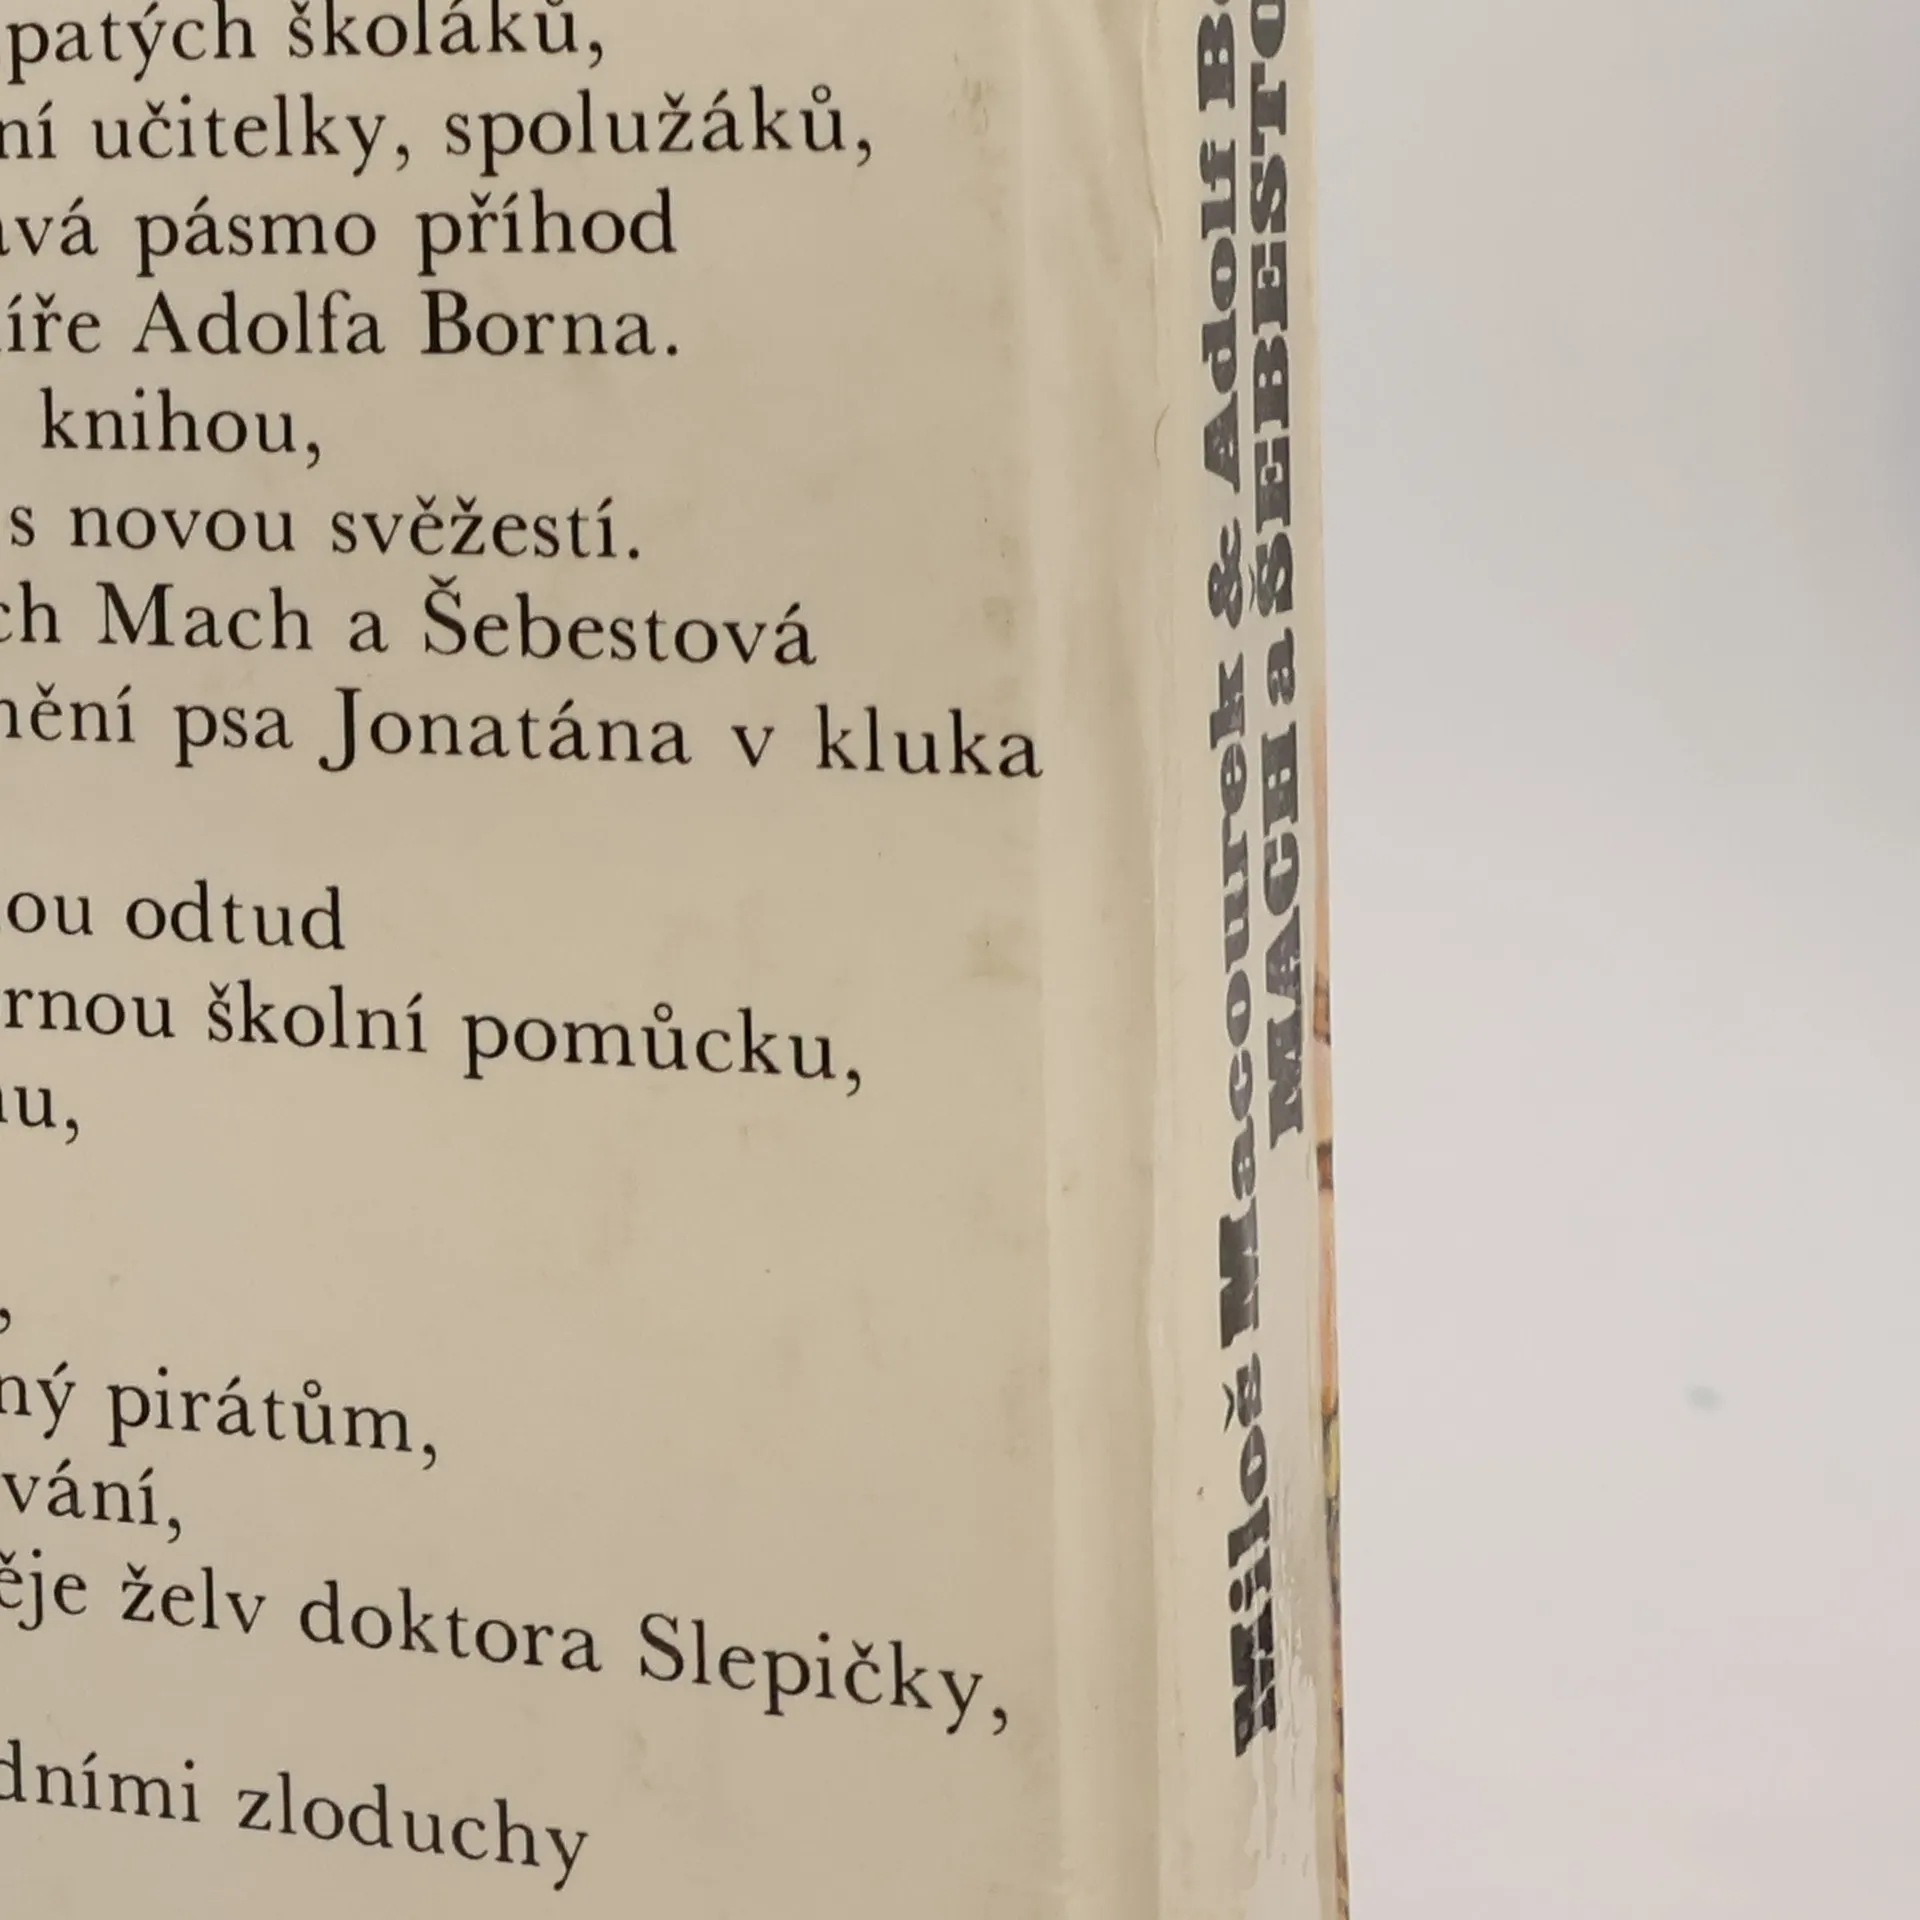 patých školáků,
ní učitelky, spolužáků,
vá pásmo příhod
íře Adolfa Borna.
knihou,
s novou svěžestí.
ch Mach a Šebestová
nění psa Jonatána v kluka
ou odtud
rnou školní pomůcku,
u,
,
ný pirátům,
vání,
ěje želv doktora Slepičky,
dními zloduchy
Miloš Macourek & Adolf B
MACH a ŠEBESTO